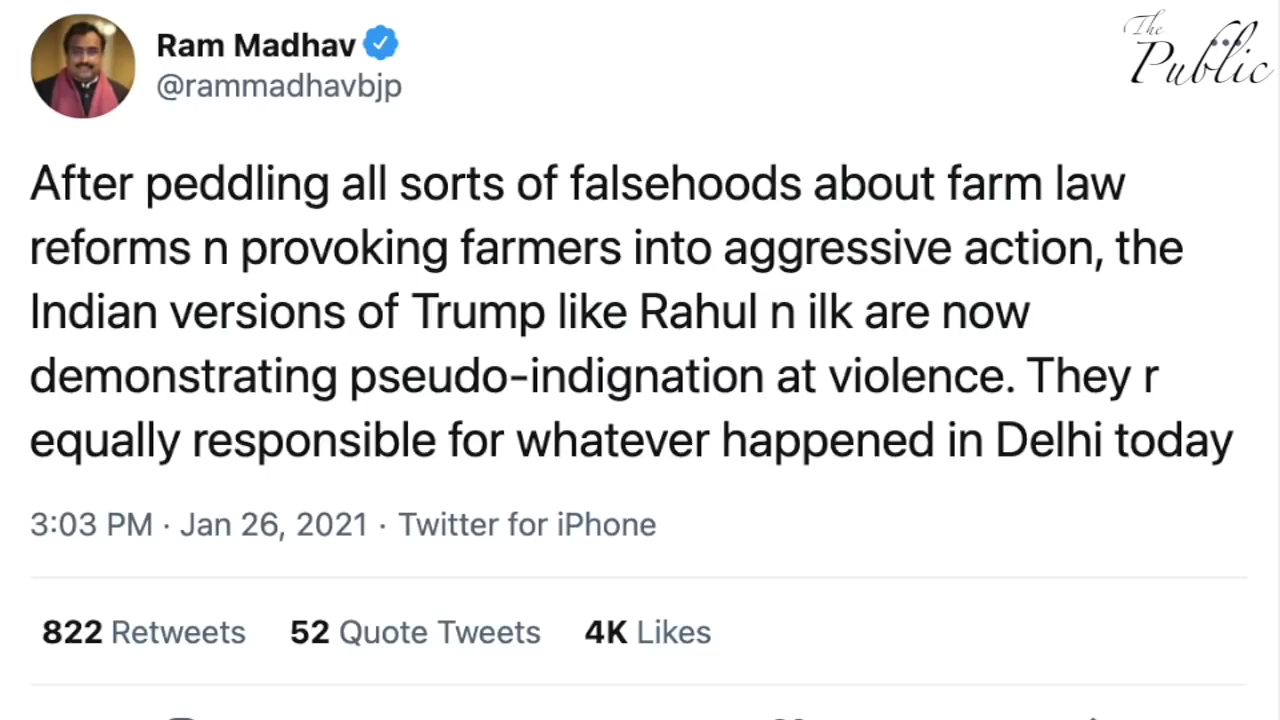 Ram Madhav
@rammadhavbjp
The
Public
After peddling all sorts of falsehoods about farm law
reforms n provoking farmers into aggressive action, the
Indian versions of Trump like Rahul n ilk are now
demonstrating pseudo-indignation at violence. They r
equally responsible for whatever happened in Delhi today
3:03 PM · Jan 26, 2021 · Twitter for iPhone
822 Retweets 52 Quote Tweets 4K Likes